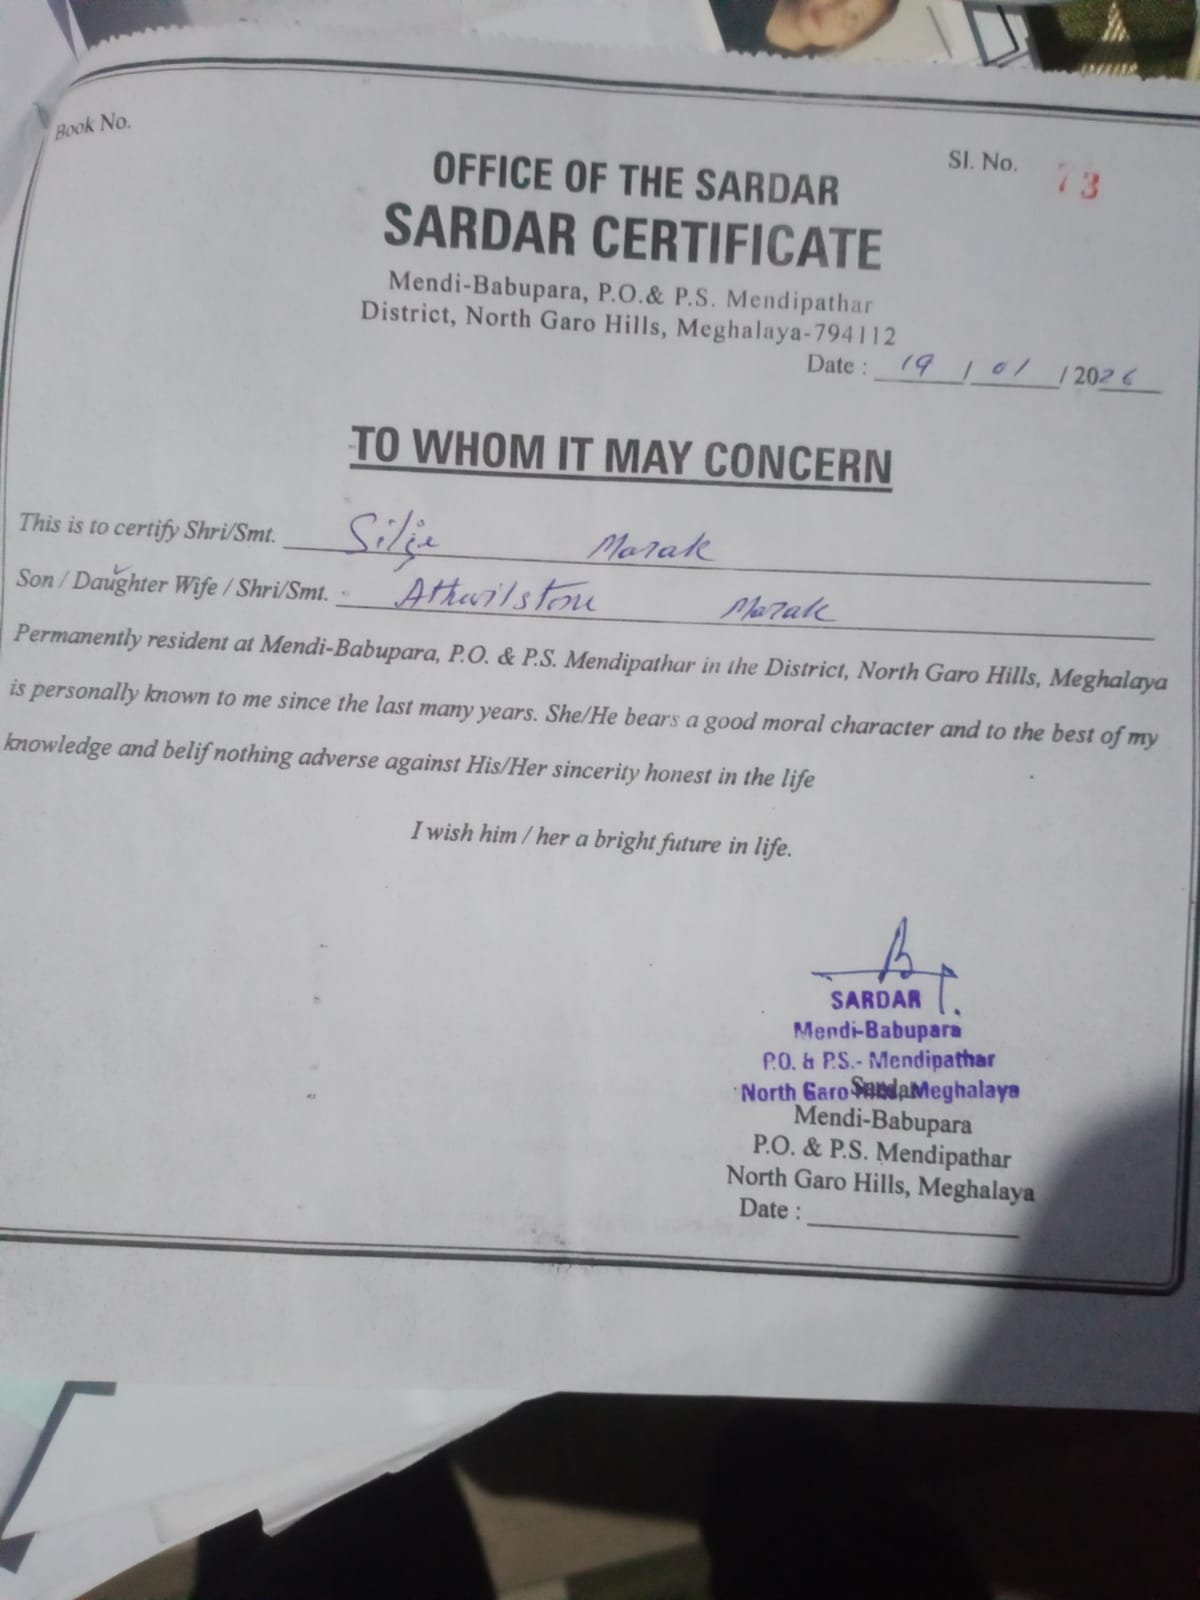 Book No.
Sl. No. 73
OFFICE OF THE SARDAR
SARDAR CERTIFICATE
Mendi-Babupara, P.O.& P.S. Mendipathar
District, North Garo Hills, Meghalaya-794112
Date : 19 / 01 / 2026
TO WHOM IT MAY CONCERN
This is to certify Shri/Smt. Marak
Son / Daughter Wife / Shri/Smt. Athwilstone Marak
Permanently resident at Mendi-Babupara, P.O. & P.S. Mendipathar in the District, North Garo Hills, Meghalaya
is personally known to me since the last many years. She/He bears a good moral character and to the best of my
knowledge and belif nothing adverse against His/Her sincerity honest in the life
I wish him / her a bright future in life.
SARDAR
Mendi-Babupara
P.O. & P.S.- Mendipathar
North Garo Meghalaya
Mendi-Babupara
P.O. & P.S. Mendipathar
North Garo Hills, Meghalaya
Date :